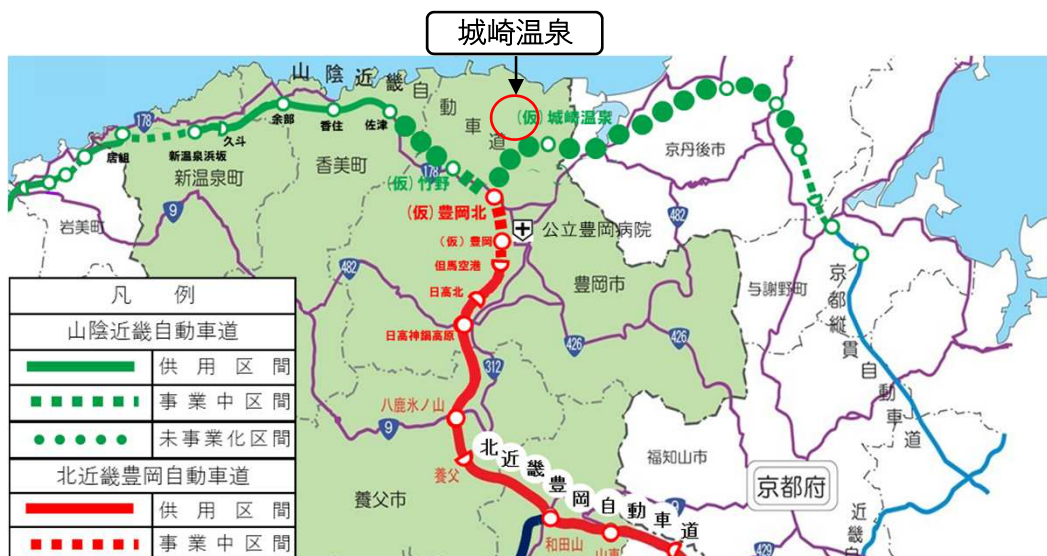 城崎温泉
山陰近畿自動車道
178
余部
香住
佐津
久斗
居組
新温泉浜坂
(仮)城崎温泉
京丹後市
香美町
178
新温泉町
(仮)竹野
9
岩美町
(仮)豊岡北
482
公立豊岡病院
(仮)豊岡
482
但馬空港
豊岡市
与謝野町
日高北
京都縦貫自動車道
日高神鍋高原
426
426
312
八鹿氷ノ山
9
北近畿豊岡自動車道
福知山市
養父
養父市
京都府
和田山
山東
429
近畿自
凡例
山陰近畿自動車道
供用区間
事業中区間
未事業化区間
北近畿豊岡自動車道
供用区間
事業中区間